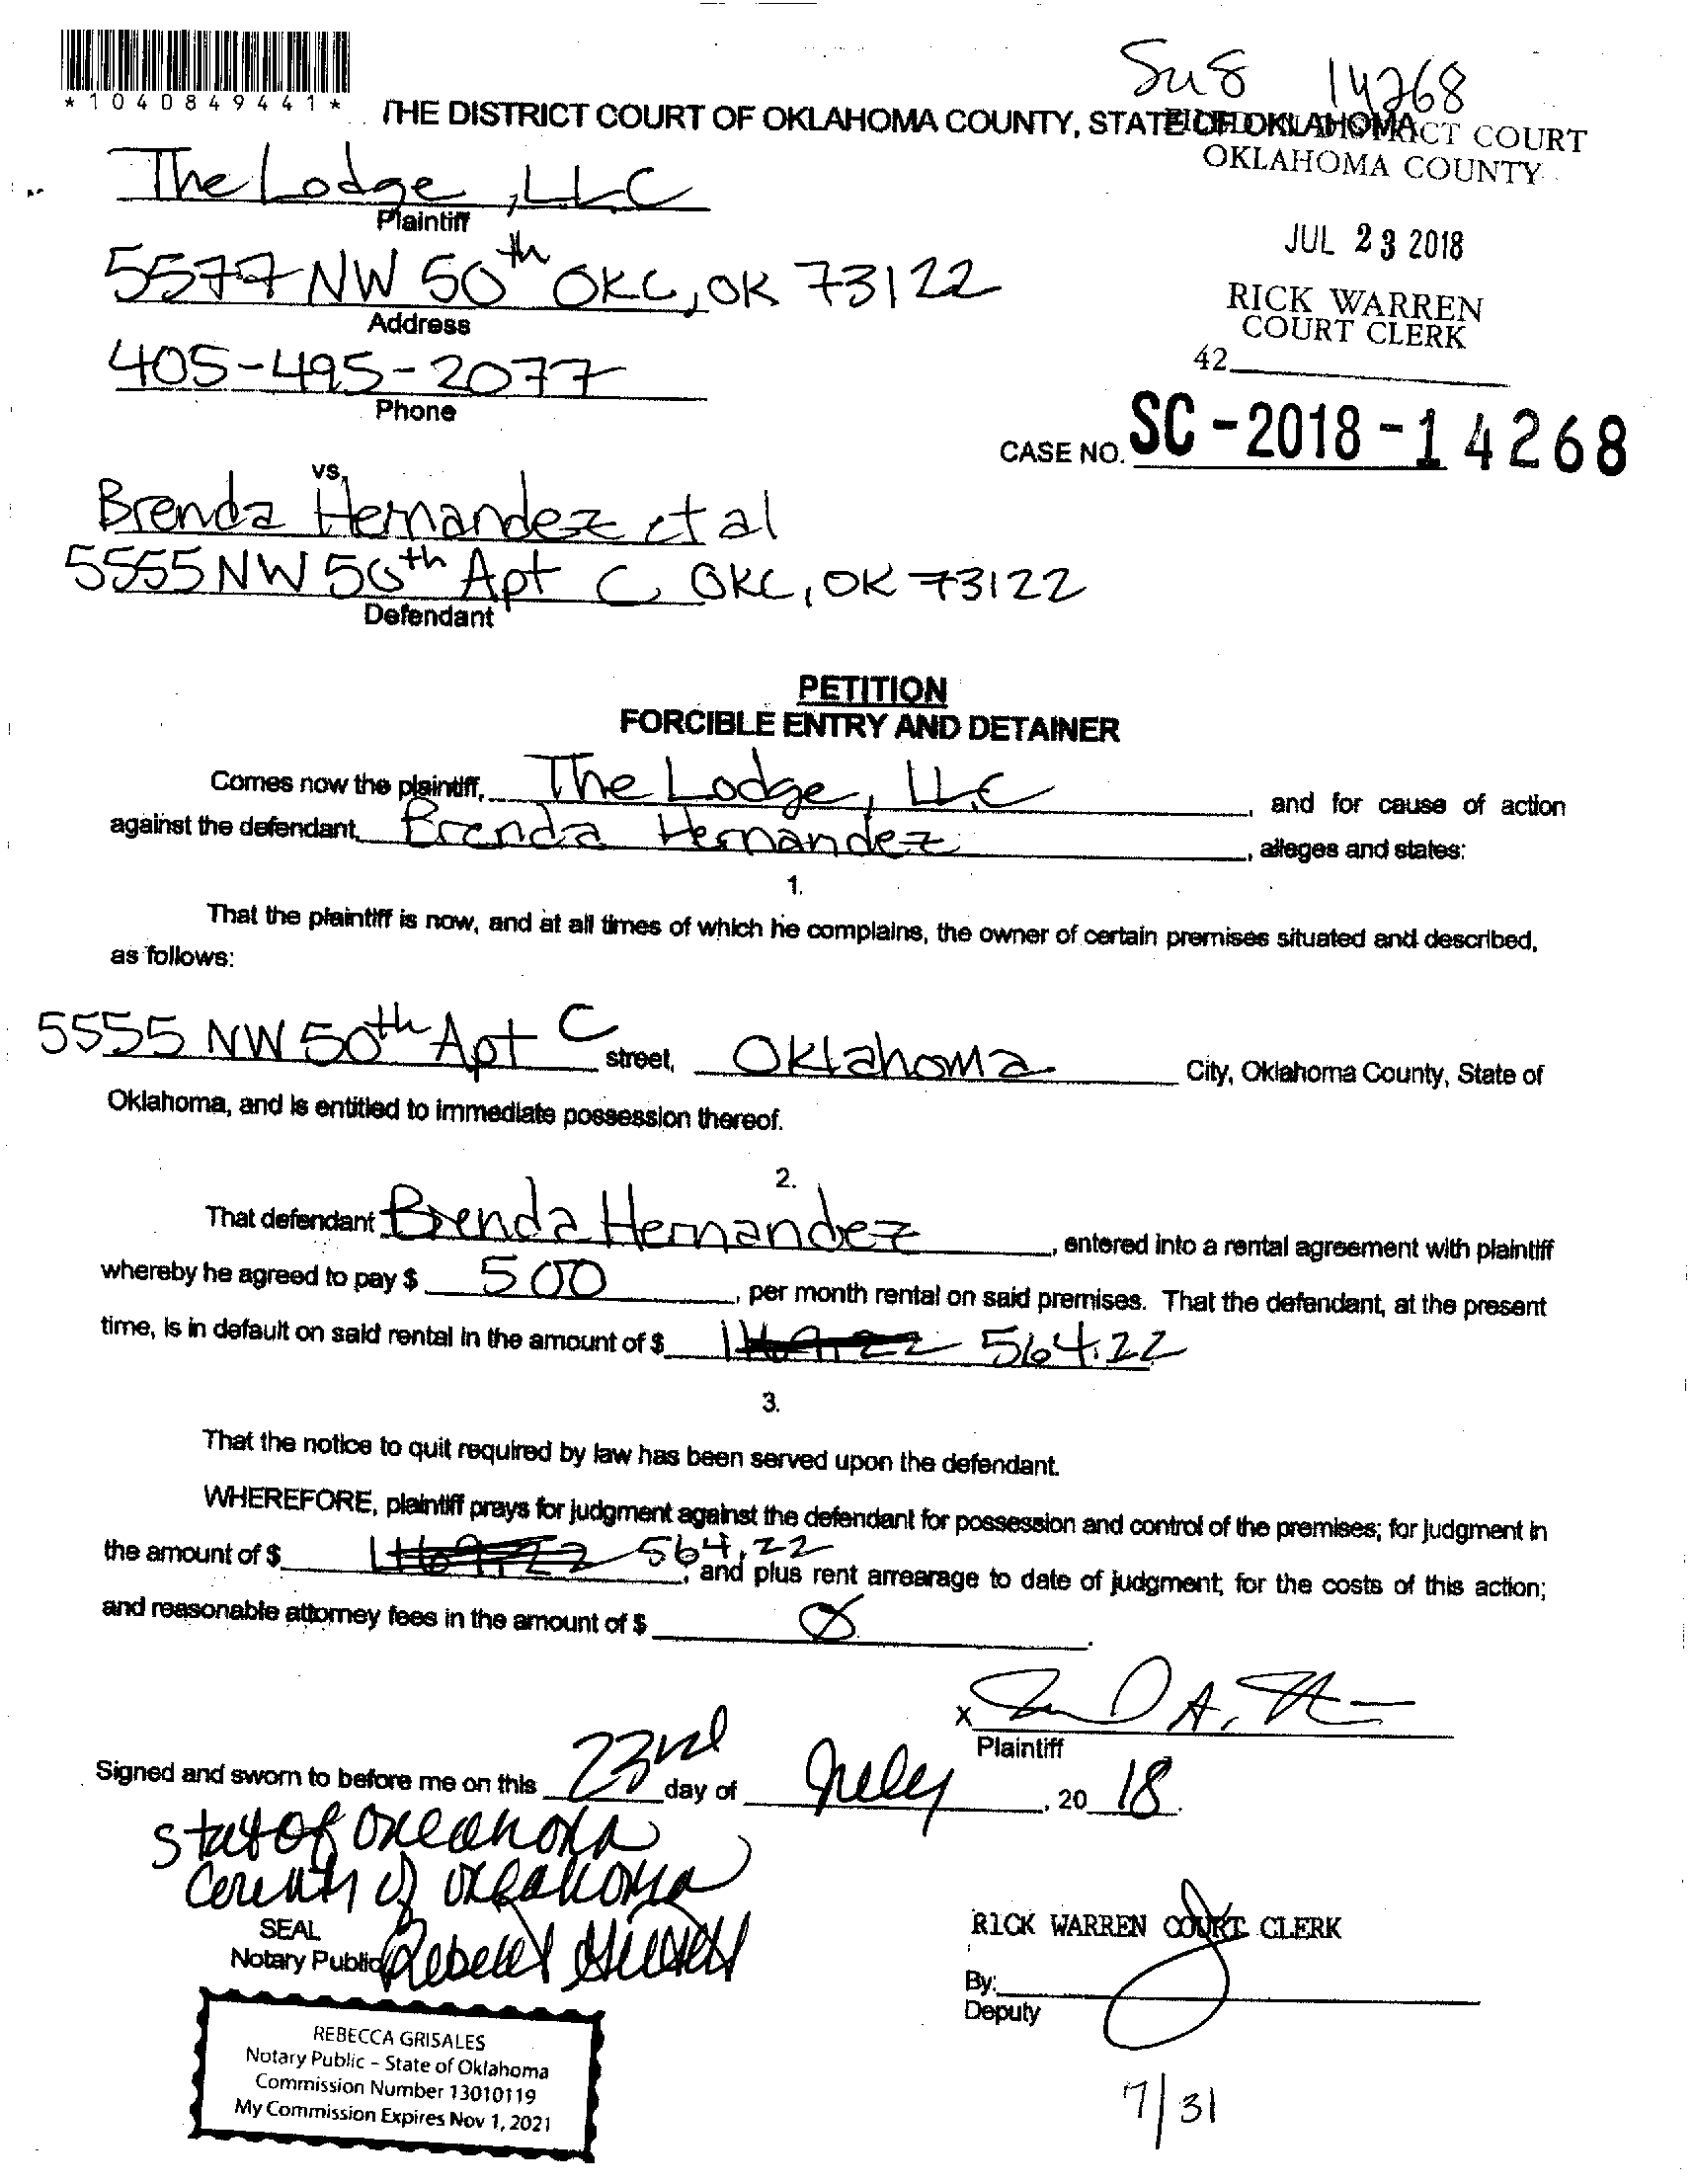 Su8 14268
*1040849441*
THE DISTRICT COURT OF OKLAHOMA COUNTY, STATE OF OKLAHOMA
FILED IN DISTRICT COURT
OKLAHOMA COUNTY
The Lodge, LLC
Plaintiff
JUL 23 2018
5577 NW 50th OKC, OK 73122
Address
RICK WARREN
COURT CLERK
405-495-2077
42
Phone
CASE NO. SC-2018-14268
vs.
Brenda Hernandez et al
5555 NW 50th Apt C OKC, OK 73122
Defendant
PETITION
FORCIBLE ENTRY AND DETAINER
Comes now the plaintiff, The Lodge, LLC, and for cause of action
against the defendant, Brenda Hernandez, alleges and states:
1.
That the plaintiff is now, and at all times of which he complains, the owner of certain premises situated and described,
as follows:
5555 NW 50th Apt C street, Oklahoma City, Oklahoma County, State of
Oklahoma, and is entitled to immediate possession thereof.
2.
That defendant Brenda Hernandez, entered into a rental agreement with plaintiff
whereby he agreed to pay $ 500, per month rental on said premises. That the defendant, at the present
time, is in default on said rental in the amount of $ 564.22
3.
That the notice to quit required by law has been served upon the defendant.
WHEREFORE, plaintiff prays for judgment against the defendant for possession and control of the premises; for judgment in
the amount of $ 564.22, and plus rent arrearage to date of judgment; for the costs of this action;
and reasonable attorney fees in the amount of $ Ø.
x
Plaintiff
Signed and sworn to before me on this 23rd day of July, 20 18.
State of Oklahoma
County of Oklahoma
SEAL
Notary Public
RICK WARREN COURT CLERK
By:
Deputy
REBECCA GRISALES
Notary Public - State of Oklahoma
Commission Number 13010119
My Commission Expires Nov 1, 2021
7/31